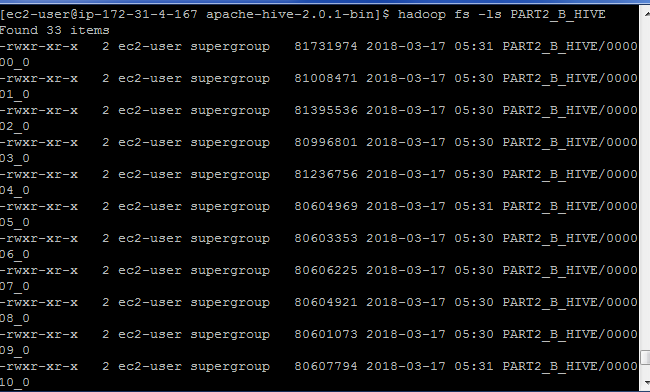 [ec2-user@ip-172-31-4-167 apache-hive-2.0.1-bin]$ hadoop fs -ls PART2_B_HIVE
Found 33 items
-rwxr-xr-x   2 ec2-user supergroup   81731974 2018-03-17 05:31 PART2_B_HIVE/0000
00_0
-rwxr-xr-x   2 ec2-user supergroup   81008471 2018-03-17 05:30 PART2_B_HIVE/0000
01_0
-rwxr-xr-x   2 ec2-user supergroup   81395536 2018-03-17 05:30 PART2_B_HIVE/0000
02_0
-rwxr-xr-x   2 ec2-user supergroup   80996801 2018-03-17 05:30 PART2_B_HIVE/0000
03_0
-rwxr-xr-x   2 ec2-user supergroup   81236756 2018-03-17 05:30 PART2_B_HIVE/0000
04_0
-rwxr-xr-x   2 ec2-user supergroup   80604969 2018-03-17 05:31 PART2_B_HIVE/0000
05_0
-rwxr-xr-x   2 ec2-user supergroup   80603353 2018-03-17 05:30 PART2_B_HIVE/0000
06_0
-rwxr-xr-x   2 ec2-user supergroup   80606225 2018-03-17 05:30 PART2_B_HIVE/0000
07_0
-rwxr-xr-x   2 ec2-user supergroup   80604921 2018-03-17 05:30 PART2_B_HIVE/0000
08_0
-rwxr-xr-x   2 ec2-user supergroup   80601073 2018-03-17 05:30 PART2_B_HIVE/0000
09_0
-rwxr-xr-x   2 ec2-user supergroup   80607794 2018-03-17 05:30 PART2_B_HIVE/0000
10_0